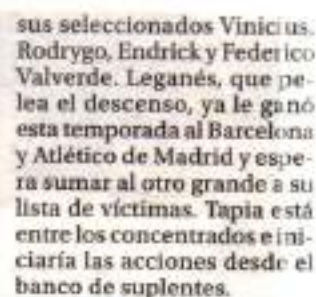 sus seleccionados Vinicius.
Rodrygo, Endrick y Federico
Valverde. Leganés, que pe-
lea el descenso, ya le ganó
esta temporada al Barcelona
y Atlético de Madrid y espe-
ra sumar al otro grande a su
lista de víctimas. Tapia está
entre los concentrados e ini-
ciaría las acciones desde el
banco de suplentes.